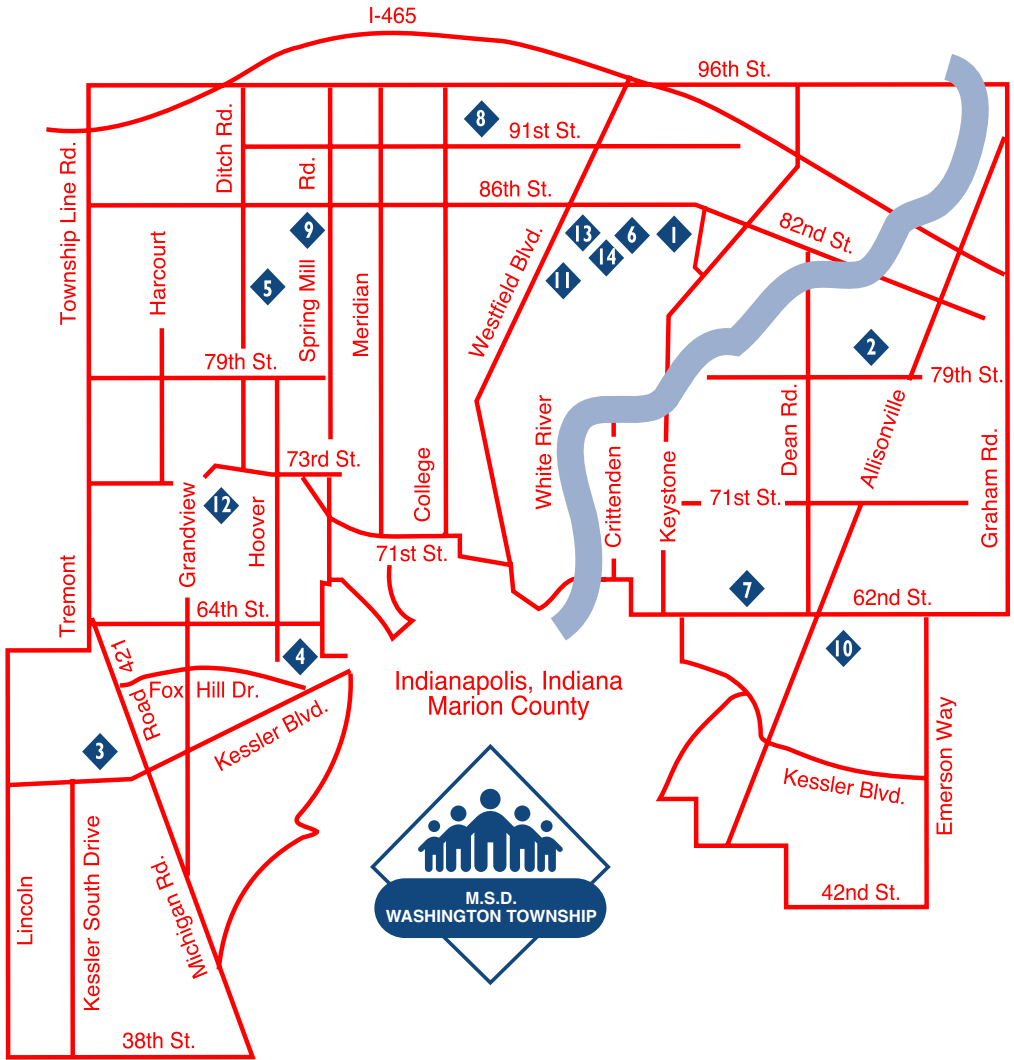 I-465
96th St.
8
91st St.
Ditch Rd.
Rd.
Township Line Rd.
86th St.
9
13
6
1
82nd St.
14
11
Harcourt
5
Spring Mill
Meridian
Westfield Blvd.
2
79th St.
79th St.
Dean Rd.
Allisonville
Graham Rd.
White River
Crittenden
Keystone
73rd St.
College
71st St.
12
Grandview
Hoover
71st St.
Tremont
7
64th St.
62nd St.
4
10
421
Road
Fox Hill Dr.
Kessler Blvd.
Indianapolis, Indiana
Marion County
3
Kessler Blvd.
Emerson Way
Lincoln
Kessler South Drive
Michigan Rd.
M.S.D.
WASHINGTON TOWNSHIP
42nd St.
38th St.